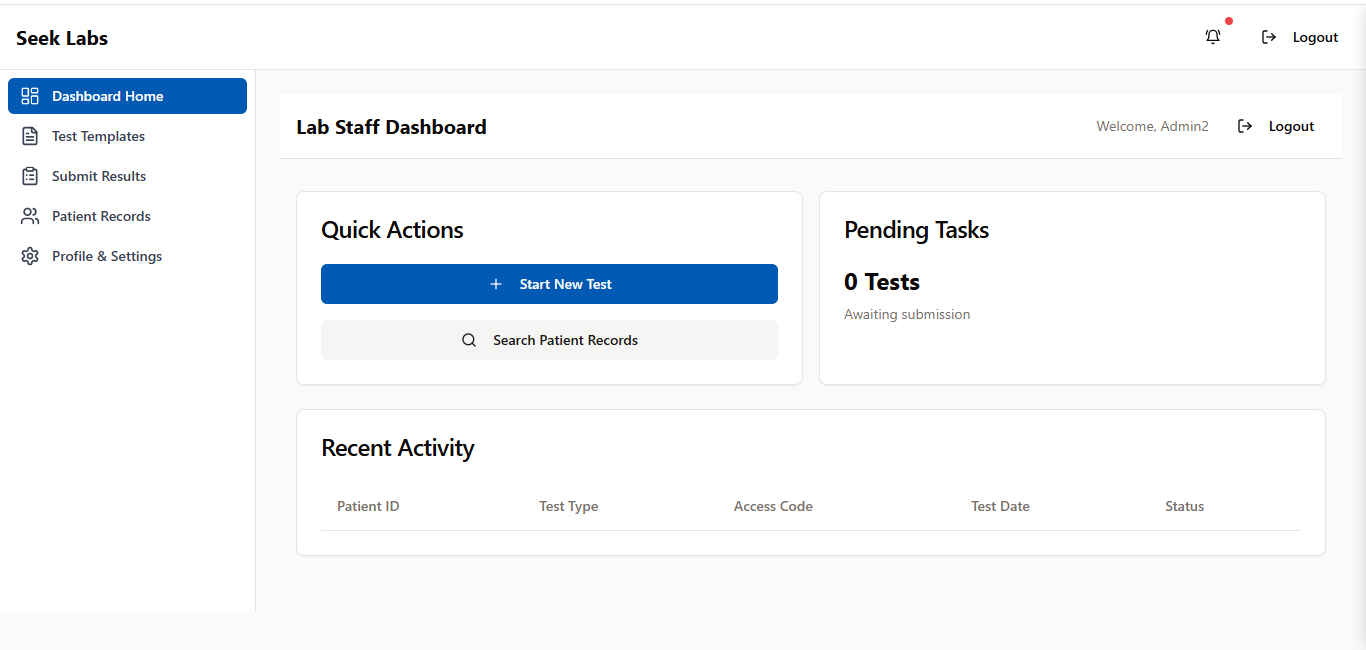 Seek Labs
Logout
Dashboard Home
Test Templates
Submit Results
Patient Records
Profile & Settings
Lab Staff Dashboard
Welcome, Admin2
Logout
Quick Actions
Start New Test
Search Patient Records
Pending Tasks
0 Tests
Awaiting submission
Recent Activity
Patient ID Test Type Access Code Test Date Status